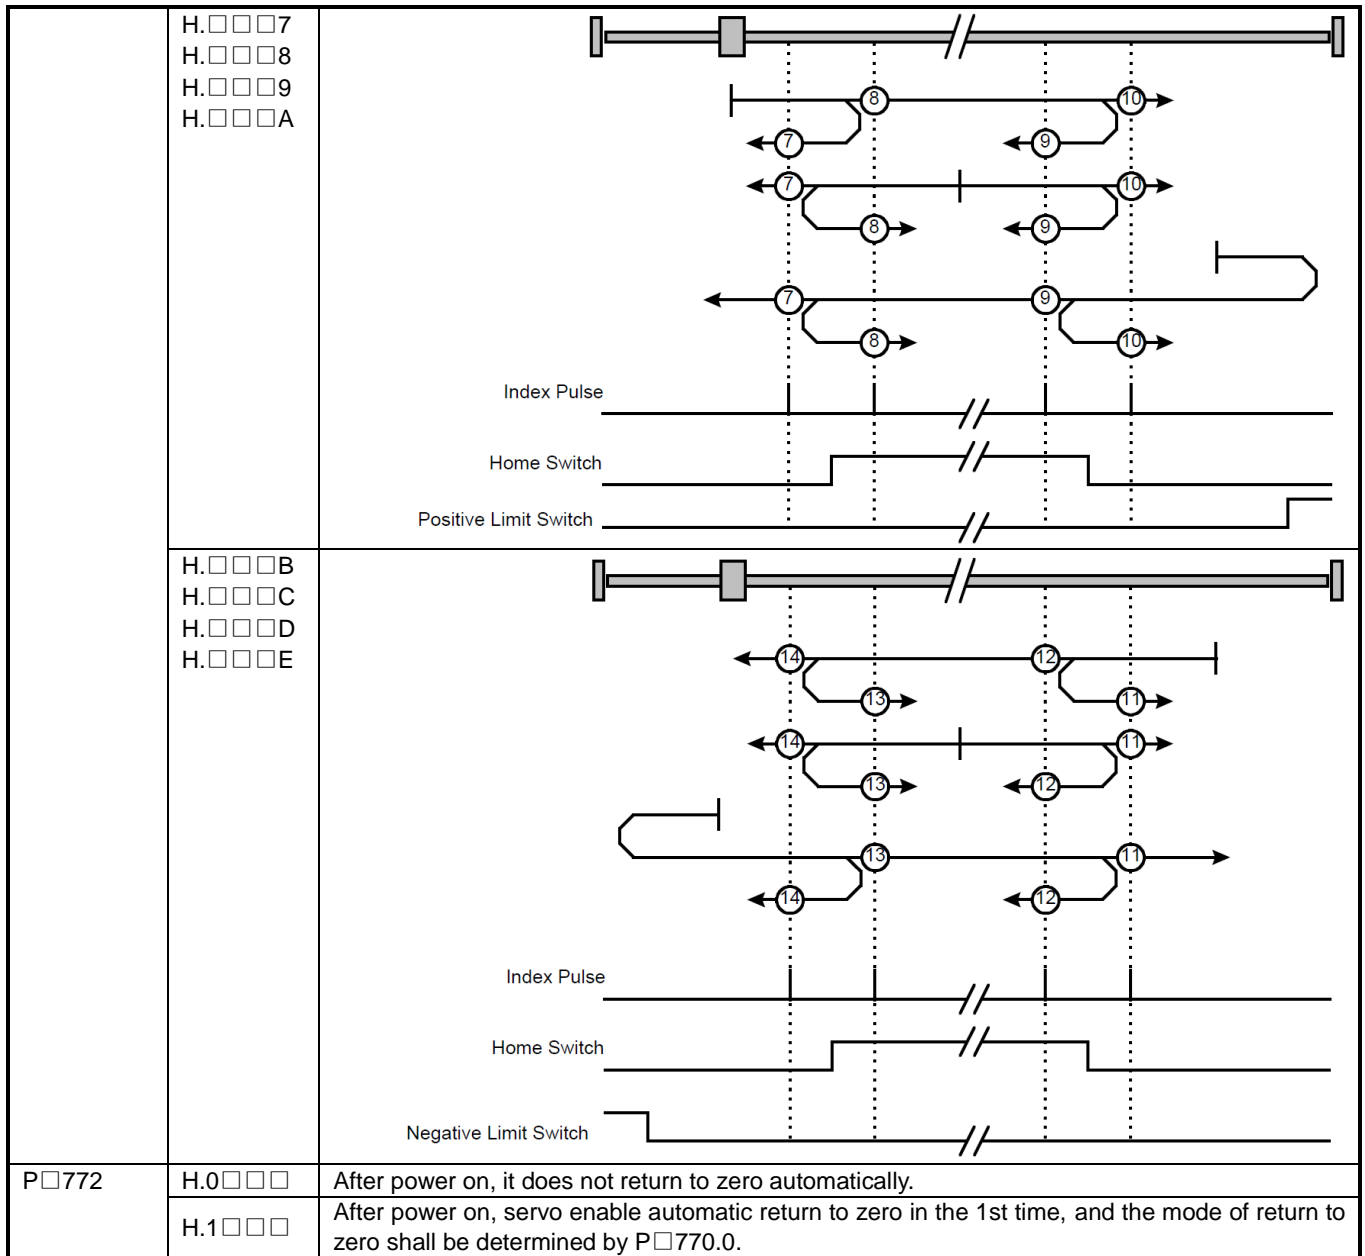 H.□□□7
H.□□□8
H.□□□9
H.□□□A
8 10
7 9
7 10
8 9
7 9
8 10
Index Pulse
Home Switch
Positive Limit Switch
H.□□□B
H.□□□C
H.□□□D
H.□□□E
14 12
13 11
14 11
13 12
13 11
14 12
Index Pulse
Home Switch
Negative Limit Switch
P□772 H.0□□□ After power on, it does not return to zero automatically.
H.1□□□ After power on, servo enable automatic return to zero in the 1st time, and the mode of return to
zero shall be determined by P□770.0.